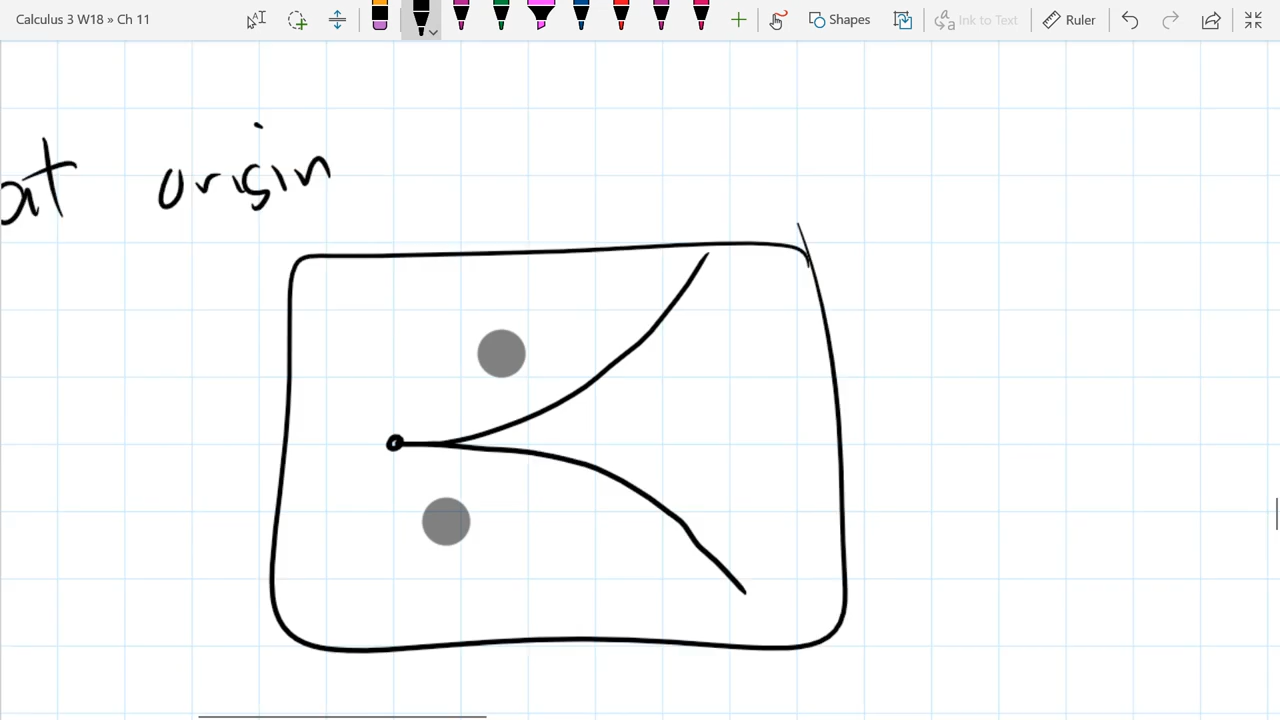 Calculus 3 W18 » Ch 11
Shapes
Ink to Text
Ruler
at origin